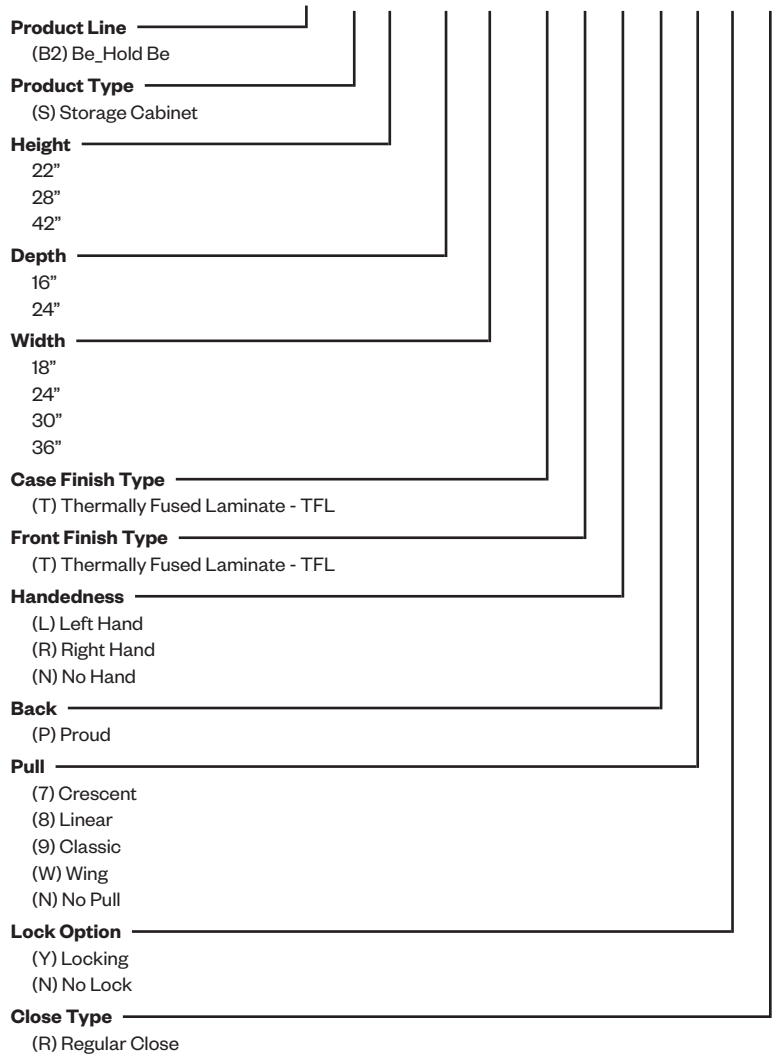 Product Line
(B2) Be_Hold Be
Product Type
(S) Storage Cabinet
Height
22”
28”
42”
Depth
16”
24”
Width
18”
24”
30”
36”
Case Finish Type
(T) Thermally Fused Laminate - TFL
Front Finish Type
(T) Thermally Fused Laminate - TFL
Handedness
(L) Left Hand
(R) Right Hand
(N) No Hand
Back
(P) Proud
Pull
(7) Crescent
(8) Linear
(9) Classic
(W) Wing
(N) No Pull
Lock Option
(Y) Locking
(N) No Lock
Close Type
(R) Regular Close